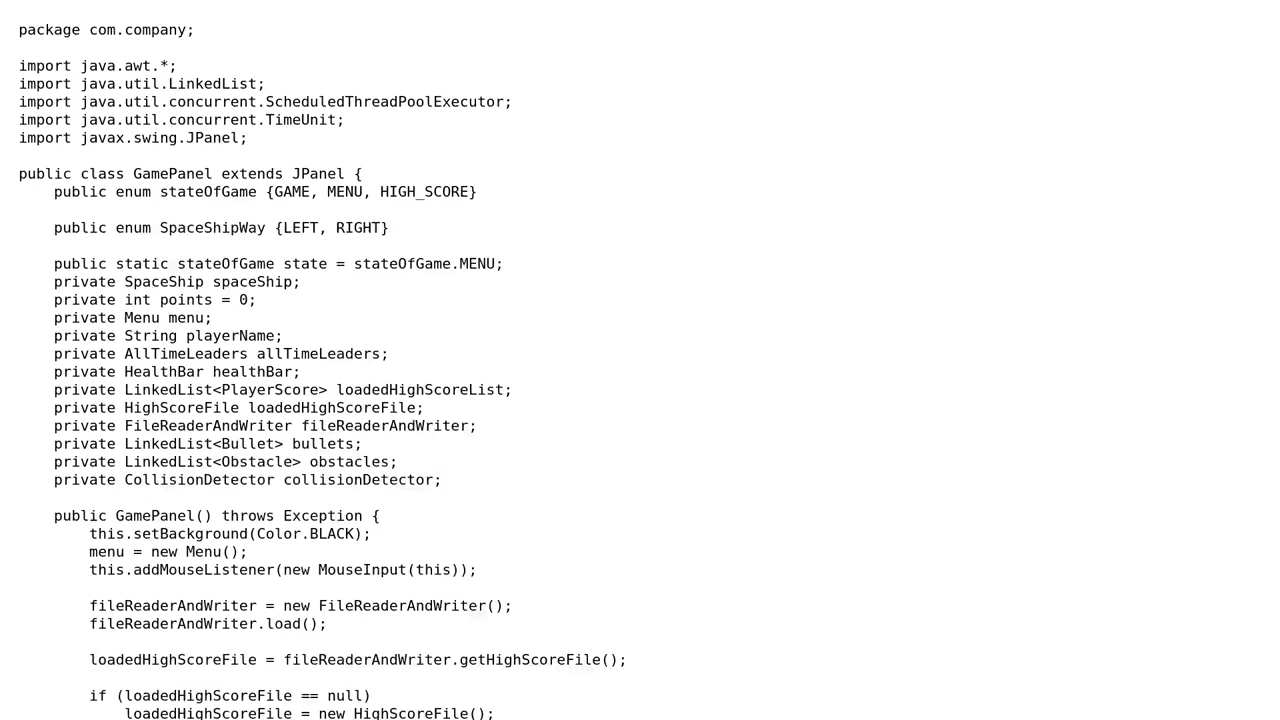 package com.company;
import java.awt.*;
import java.util.LinkedList;
import java.util.concurrent.ScheduledThreadPoolExecutor;
import java.util.concurrent.TimeUnit;
import javax.swing.JPanel;
public class GamePanel extends JPanel {
public enum stateOfGame {GAME, MENU, HIGH_SCORE}
public enum SpaceShipWay {LEFT, RIGHT}
public static stateOfGame state = stateOfGame.MENU;
private SpaceShip spaceShip;
private int points = 0;
private Menu menu;
private String playerName;
private AllTimeLeaders allTimeLeaders;
private HealthBar healthBar;
private LinkedList<PlayerScore> loadedHighScoreList;
private HighScoreFile loadedHighScoreFile;
private FileReaderAndWriter fileReaderAndWriter;
private LinkedList<Bullet> bullets;
private LinkedList<Obstacle> obstacles;
private CollisionDetector collisionDetector;
public GamePanel() throws Exception {
this.setBackground(Color.BLACK);
menu = new Menu();
this.addMouseListener(new MouseInput(this));
fileReaderAndWriter = new FileReaderAndWriter();
fileReaderAndWriter.load();
loadedHighScoreFile = fileReaderAndWriter.getHighScoreFile();
if (loadedHighScoreFile == null)
loadedHighScoreFile = new HighScoreFile();